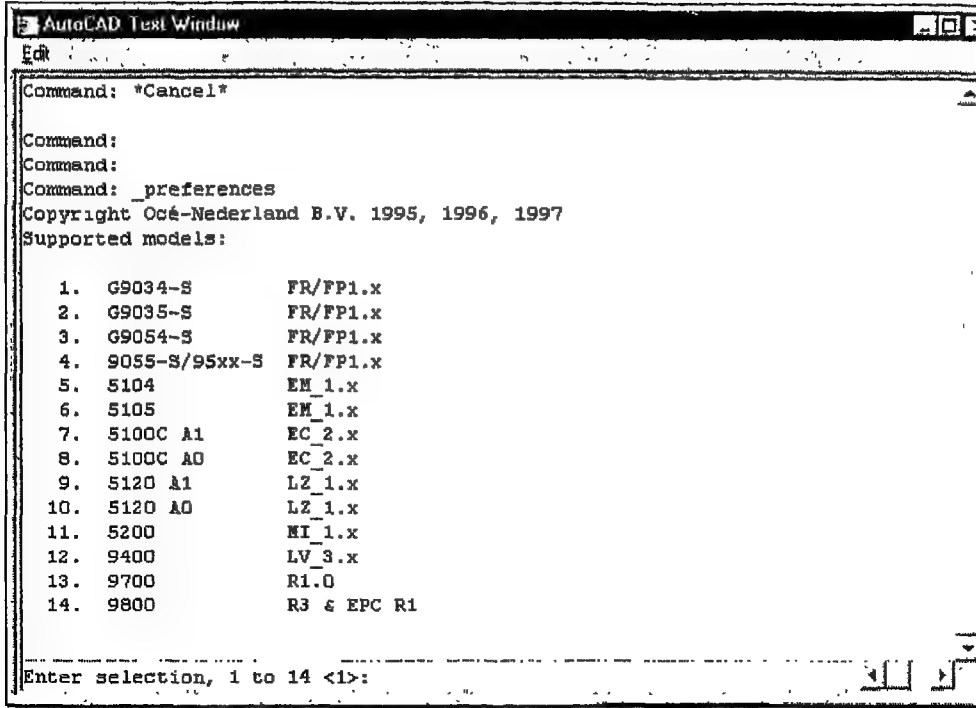 AutoCAD Text Window
Edit
Command: *Cancel*
Command:
Command:
Command: _preferences
Copyright Océ-Nederland B.V. 1995, 1996, 1997
Supported models:
1. G9034-S FR/FP1.x
2. G9035-S FR/FP1.x
3. G9054-S FR/FP1.x
4. 9055-S/95xx-S FR/FP1.x
5. 5104 EM_1.x
6. 5105 EM_1.x
7. 5100C A1 EC_2.x
8. 5100C A0 EC_2.x
9. 5120 A1 LZ_1.x
10. 5120 A0 LZ_1.x
11. 5200 MI_1.x
12. 9400 LV_3.x
13. 9700 R1.0
14. 9800 R3 & EPC R1
Enter selection, 1 to 14 <1>: